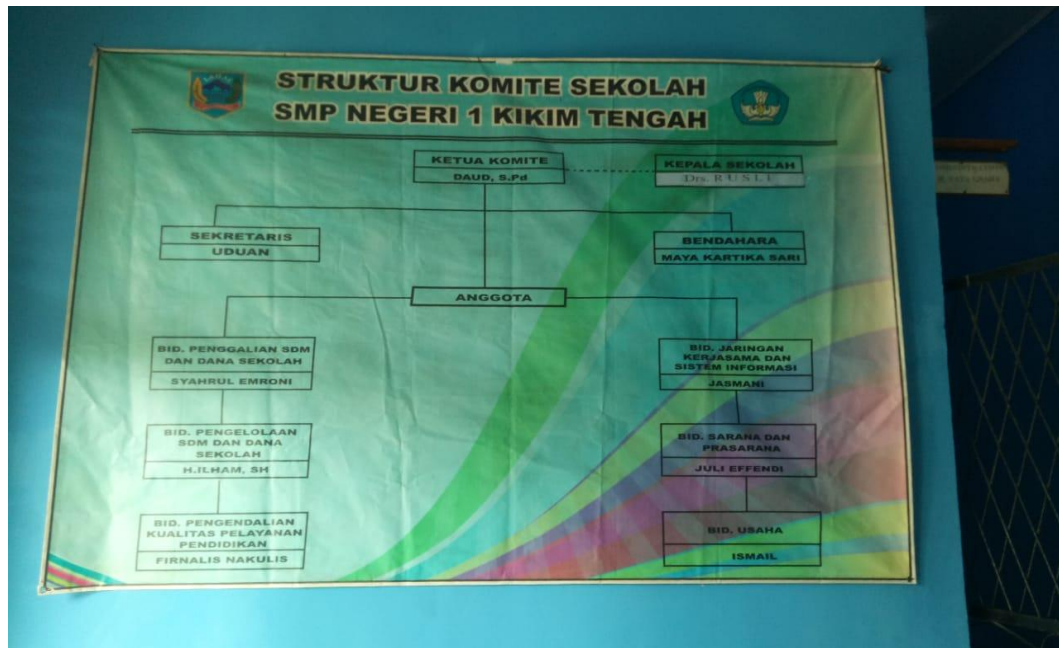 STRUKTUR KOMITE SEKOLAH
SMP NEGERI 1 KIKIM TENGAH
KETUA KOMITE
DAUD, S.Pd
KEPALA SEKOLAH
Drs. R U S L I
SEKRETARIS
UDUAN
BENDAHARA
MAYA KARTIKA SARI
ANGGOTA
BID. PENGGALIAN SDM
DAN DANA SEKOLAH
SYAHRUL EMRONI
BID. JARINGAN
KERJASAMA DAN
SISTEM INFORMASI
JASMANI
BID. PENGELOLAAN
SDM DAN DANA
SEKOLAH
H.ILHAM, SH
BID. SARANA DAN
PRASARANA
JULI EFFENDI
BID. PENGENDALIAN
KUALITAS PELAYANAN
PENDIDIKAN
FIRNALIS NAKULIS
BID. USAHA
ISMAIL